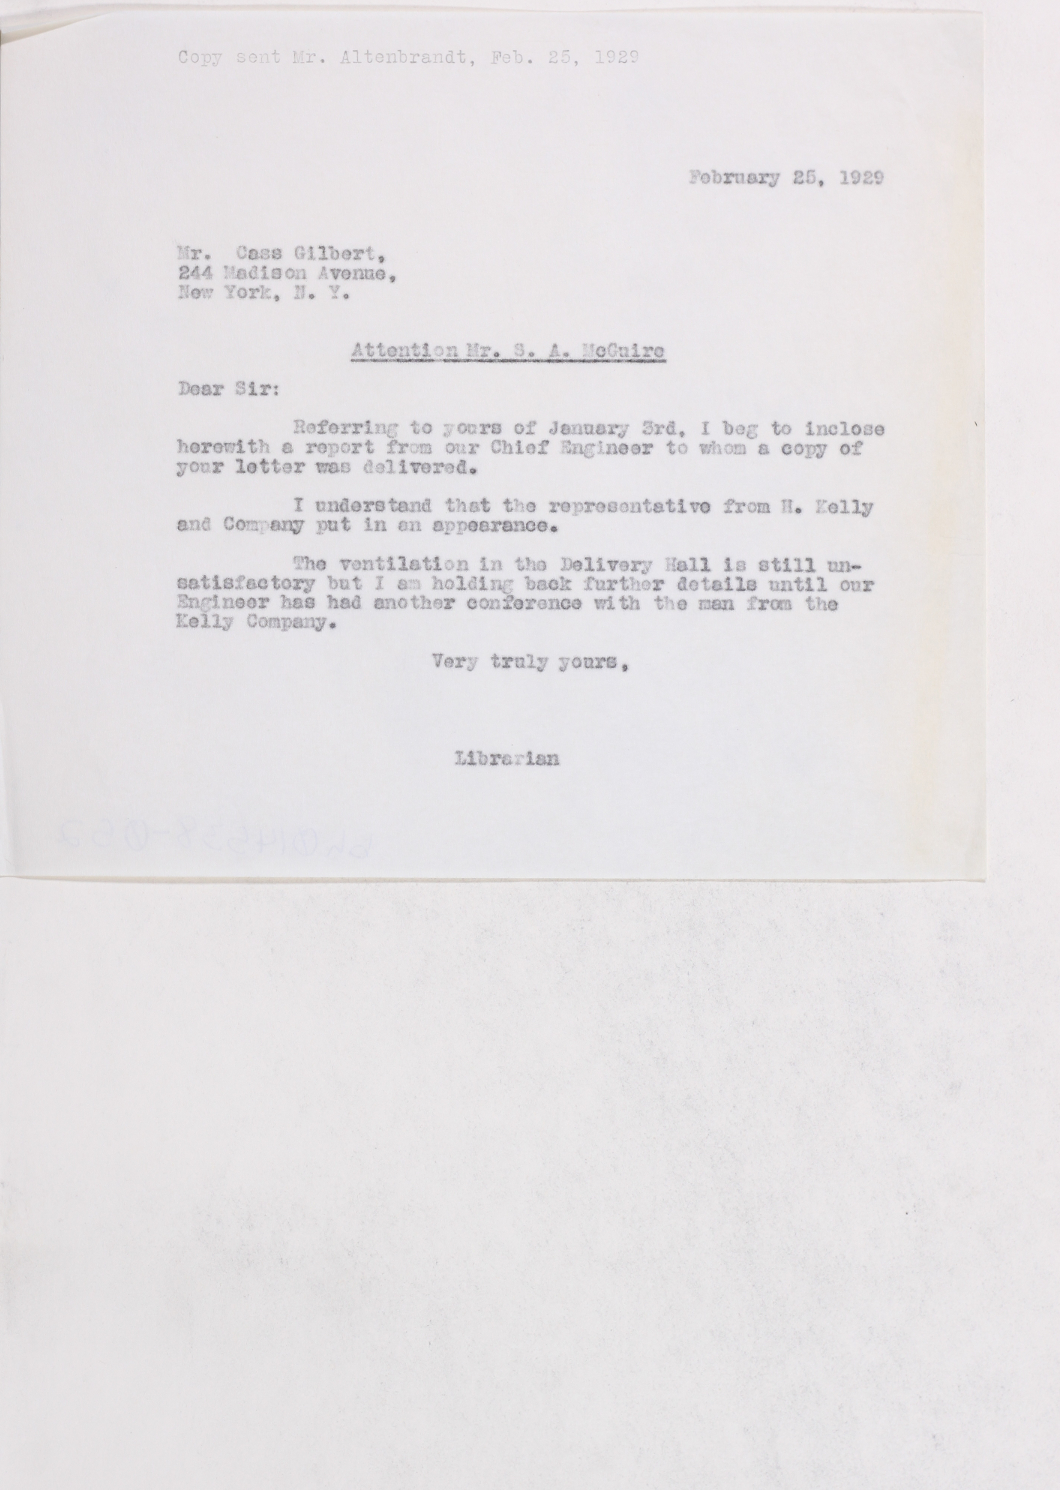 Copy sent Mr. Altenbrandt, Feb. 25, 1929
February 25, 1929
Mr.  Cass Gilbert,
244 Madison Avenue,
New York, N. Y.
Attention Mr. S. A. McGuire
Dear Sir:
Referring to yours of January 3rd, I beg to inclose
herewith a report from our Chief Engineer to whom a copy of
your letter was delivered.
I understand that the representative from H. Kelly
and Company put in an appearance.
The ventilation in the Delivery Hall is still un-
satisfactory but I am holding back further details until our
Engineer has had another conference with the man from the
Kelly Company.
Very truly yours,
Librarian